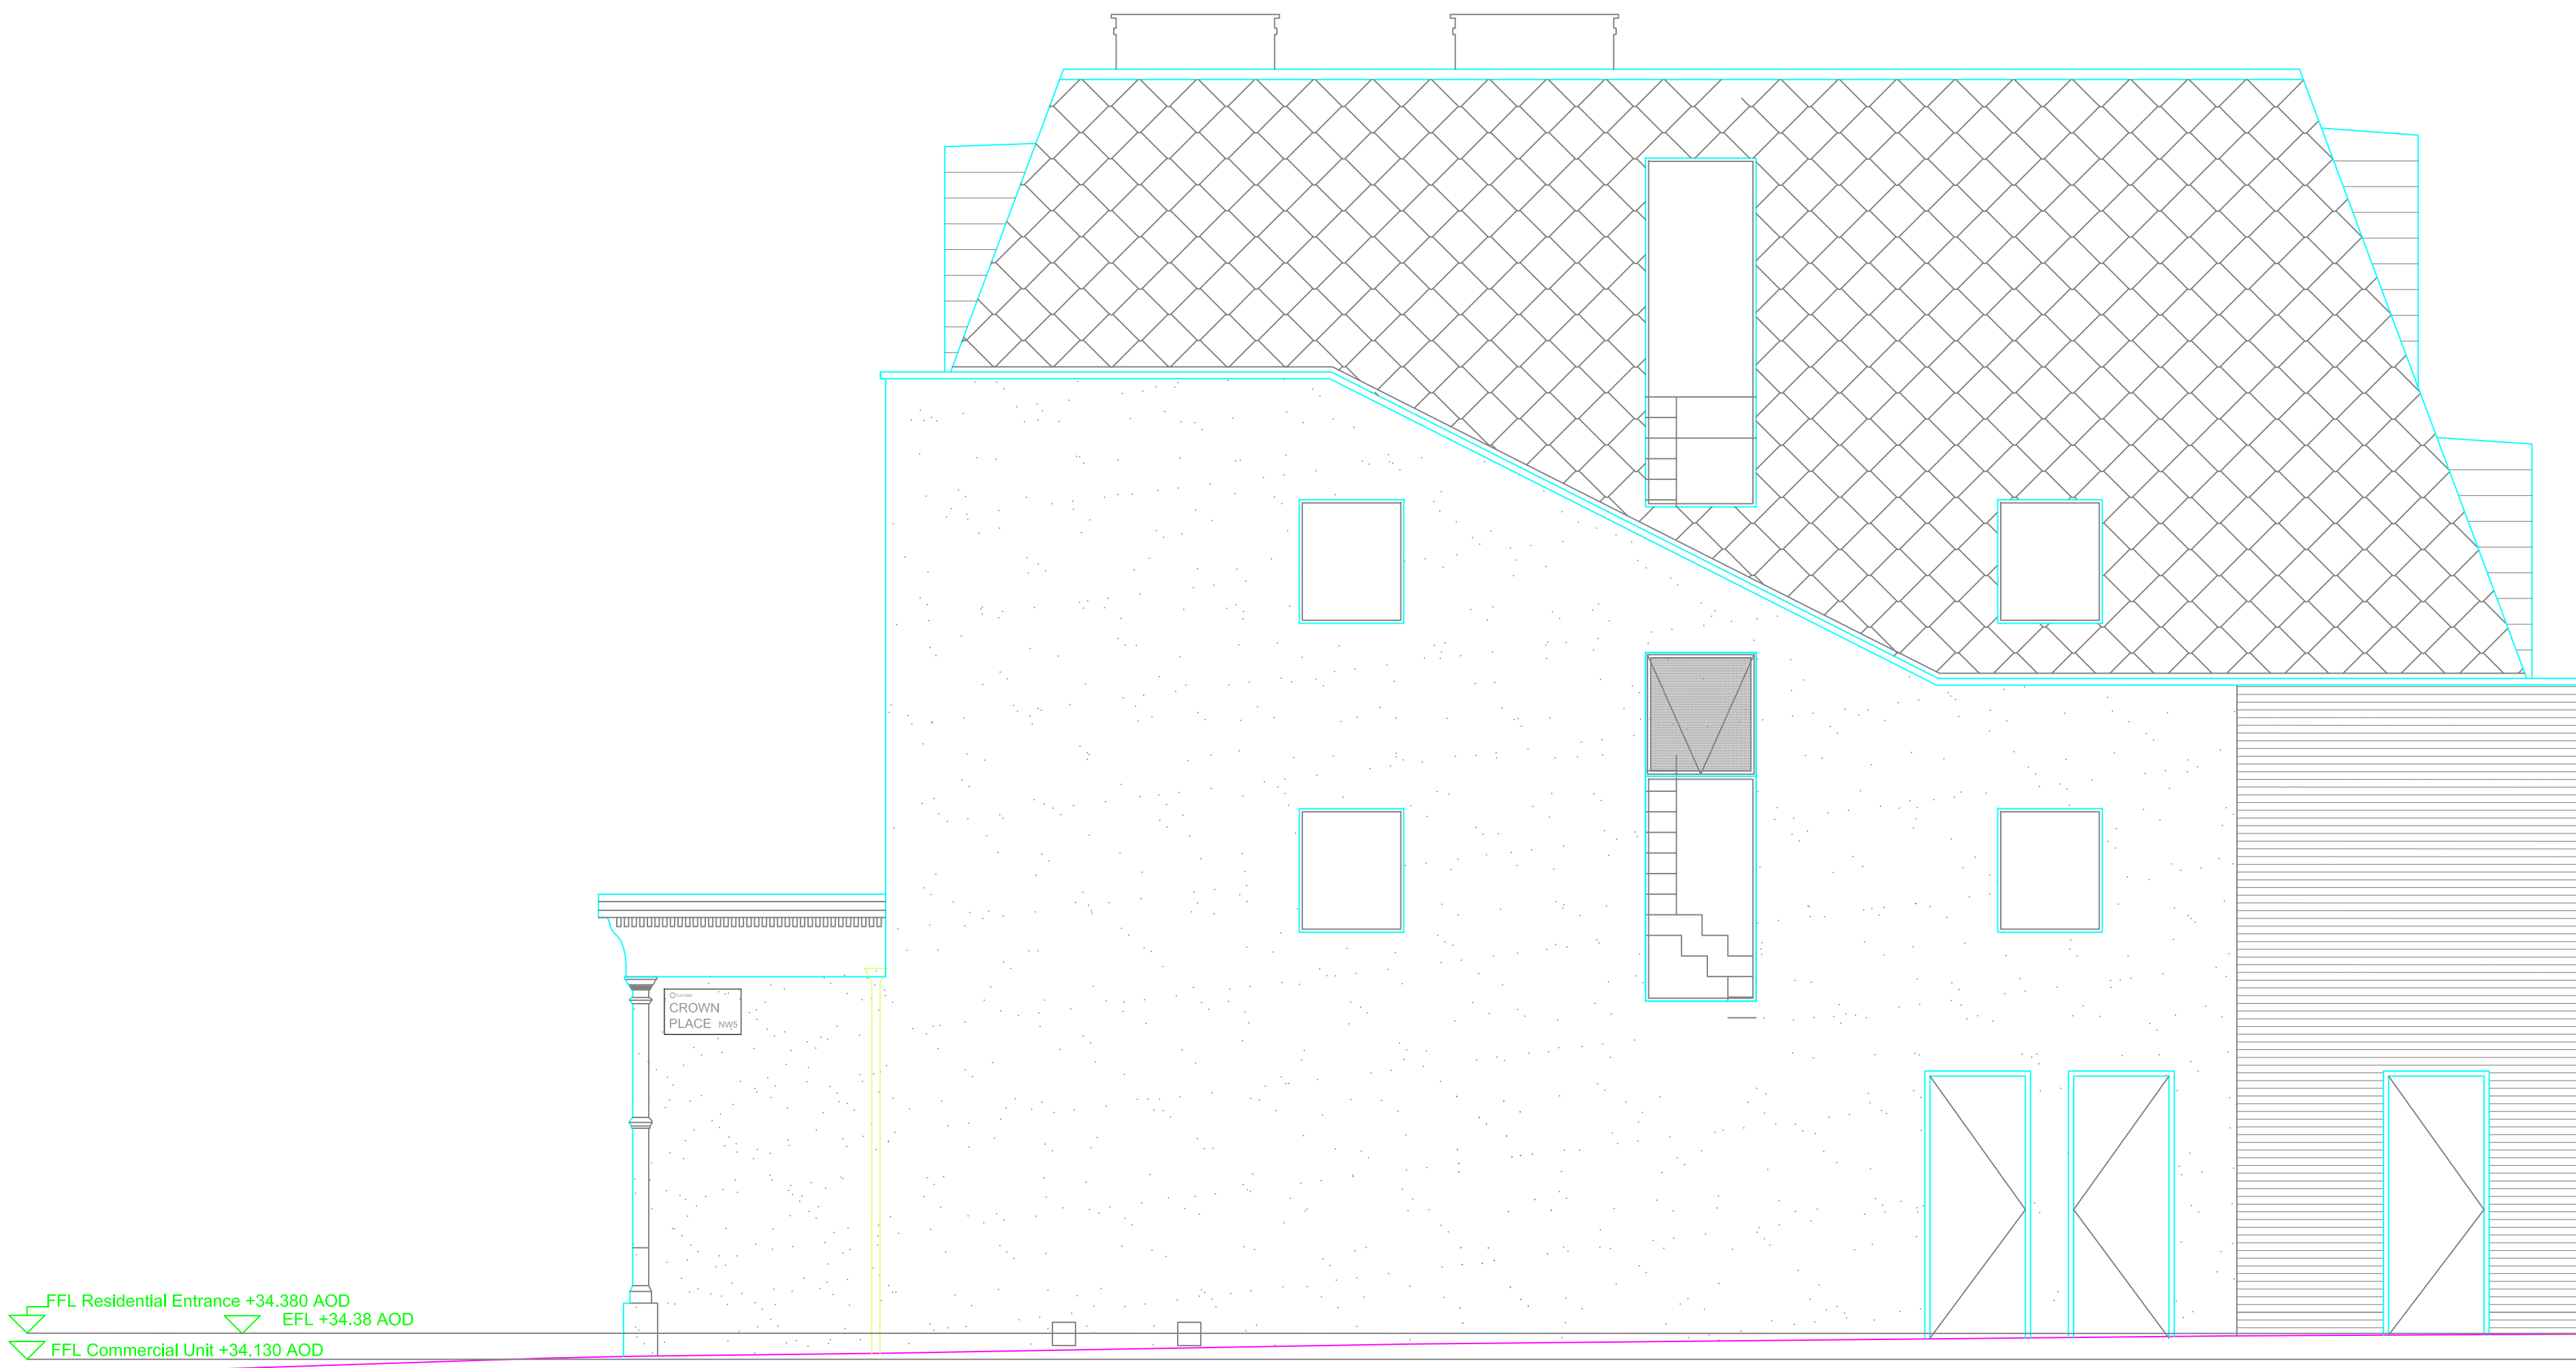 Camden
CROWN
PLACE NW5
FFL Residential Entrance +34.380 AOD
EFL +34.38 AOD
FFL Commercial Unit +34.130 AOD